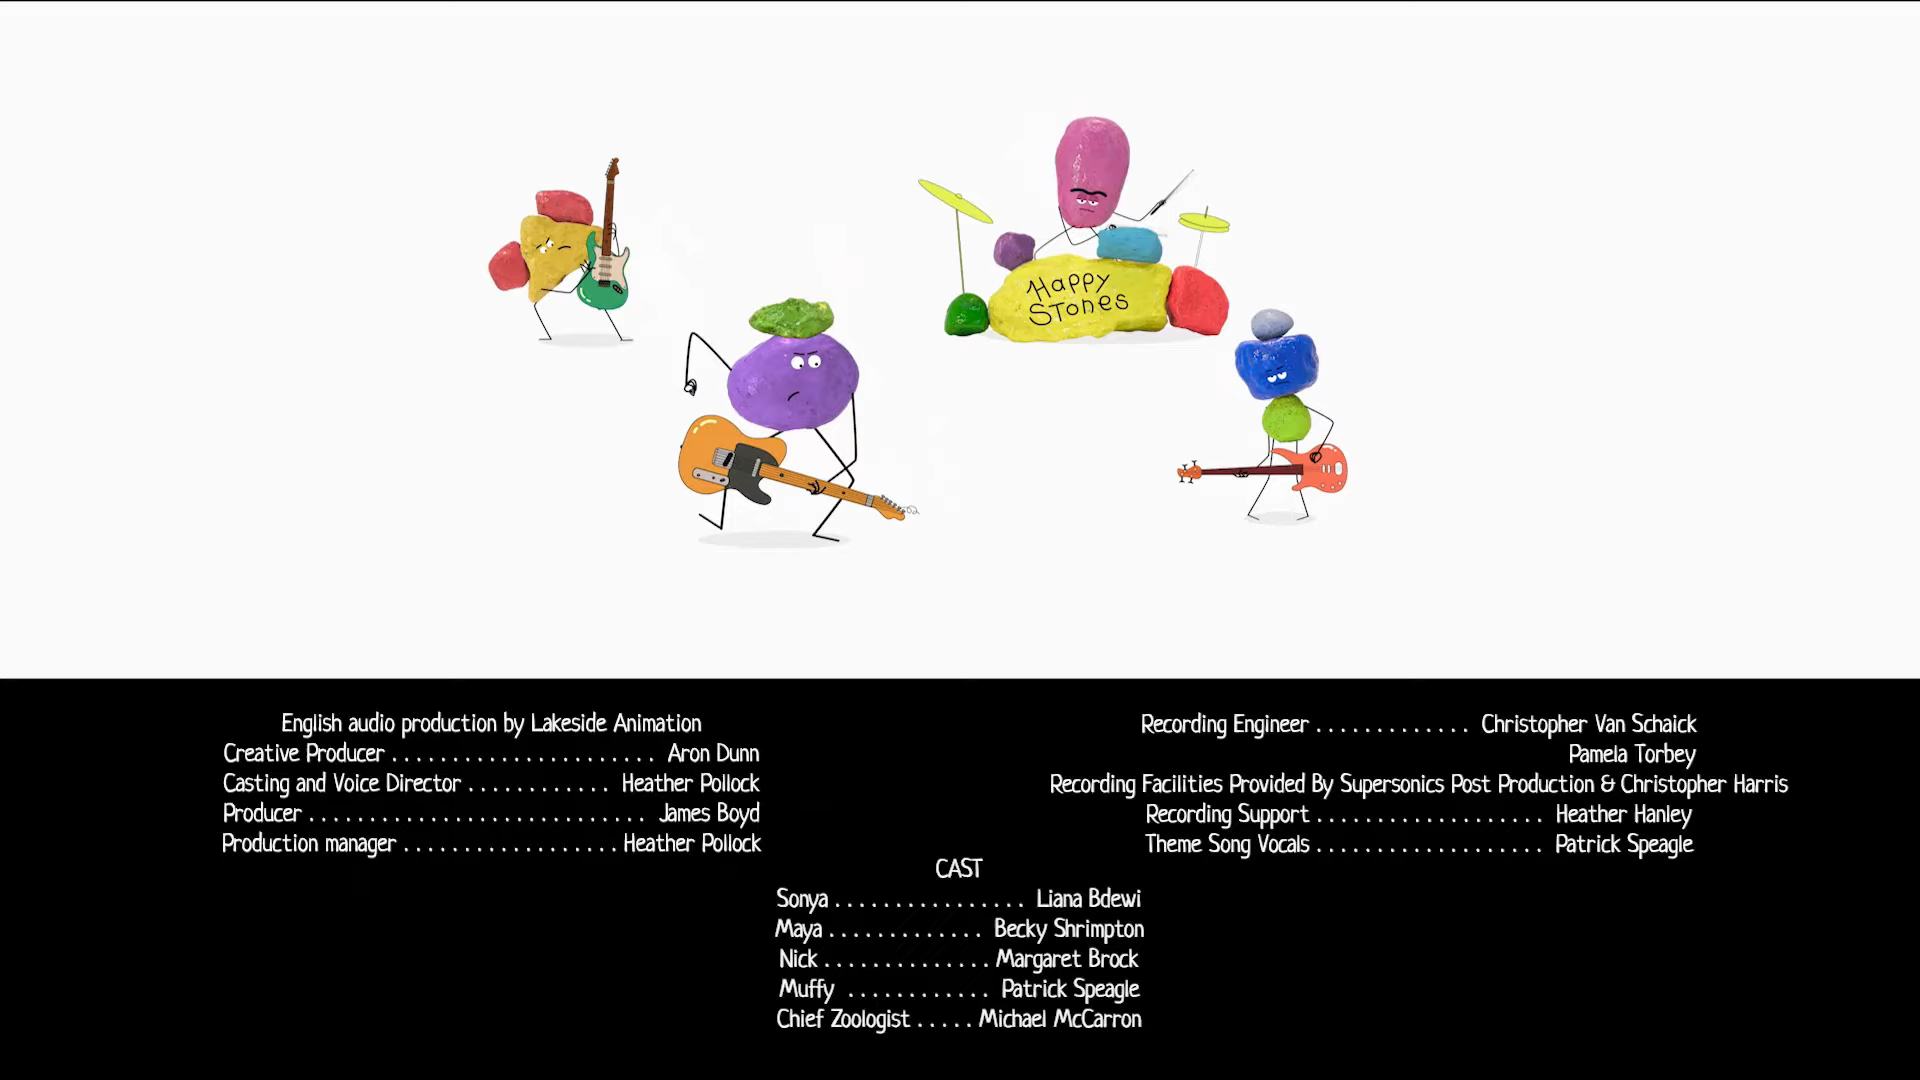 Happy
Stones
English audio production by Lakeside Animation
Creative Producer . . . . . . . . . . . . . . . . . . . . . . Aron Dunn
Casting and Voice Director . . . . . . . . . . . . Heather Pollock
Producer . . . . . . . . . . . . . . . . . . . . . . . . . . . . James Boyd
Production manager . . . . . . . . . . . . . . . . . . Heather Pollock
Recording Engineer . . . . . . . . . . . . . Christopher Van Schaick
Pamela Torbey
Recording Facilities Provided By Supersonics Post Production & Christopher Harris
Recording Support . . . . . . . . . . . . . . . . . . . Heather Hanley
Theme Song Vocals . . . . . . . . . . . . . . . . . . . Patrick Speagle
CAST
Sonya . . . . . . . . . . . . . . . . Liana Bdewi
Maya . . . . . . . . . . . . . Becky Shrimpton
Nick . . . . . . . . . . . . . . Margaret Brock
Muffy . . . . . . . . . . . . Patrick Speagle
Chief Zoologist . . . . . Michael McCarron